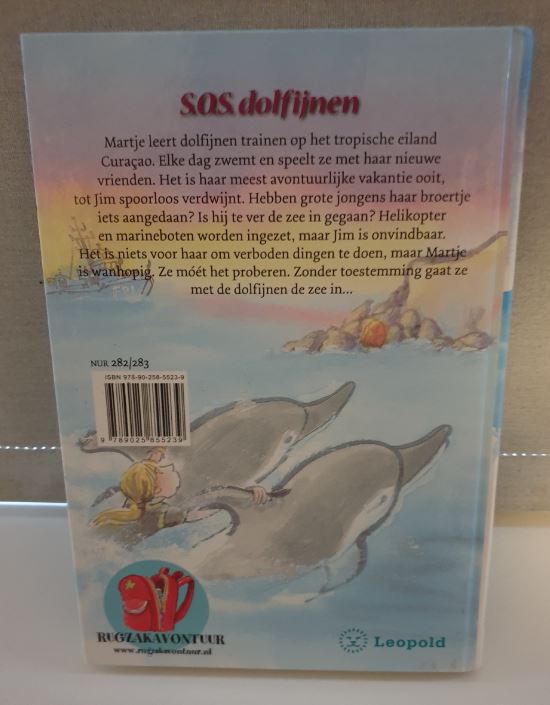 S.O.S. dolfijnen
Martje leert dolfijnen trainen op het tropische eiland
Curaçao. Elke dag zwemt en speelt ze met haar nieuwe
vrienden. Het is haar meest avontuurlijke vakantie ooit,
tot Jim spoorloos verdwijnt. Hebben grote jongens haar broertje
iets aangedaan? Is hij te ver de zee in gegaan? Helikopter
en marineboten worden ingezet, maar Jim is onvindbaar.
Het is niets voor haar om verboden dingen te doen, maar Martje
is wanhopig. Ze móét het proberen. Zonder toestemming gaat ze
met de dolfijnen de zee in...
NUR 282/283
ISBN 978-90-258-5523-9
9 789025 855239
RUGZAKAVONTUUR
www.rugzakavontuur.nl
Leopold